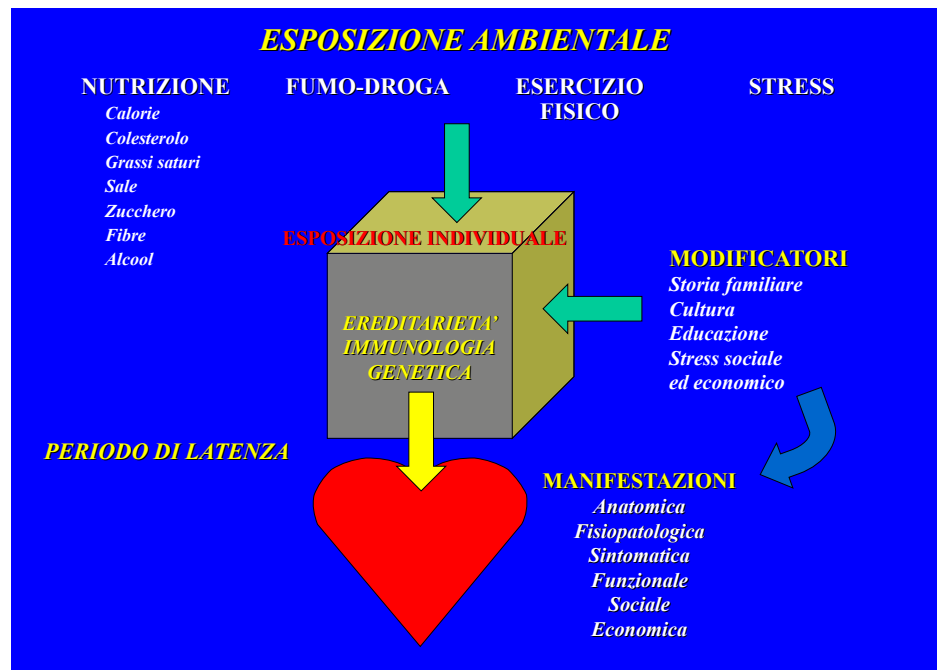 ESPOSIZIONE AMBIENTALE
NUTRIZIONE
Calorie
Colesterolo
Grassi saturi
Sale
Zucchero
Fibre
Alcool
FUMO-DROGA
ESERCIZIO
FISICO
STRESS
ESPOSIZIONE INDIVIDUALE
EREDITARIETA’
IMMUNOLOGIA
GENETICA
MODIFICATORI
Storia familiare
Cultura
Educazione
Stress sociale
ed economico
PERIODO DI LATENZA
MANIFESTAZIONI
Anatomica
Fisiopatologica
Sintomatica
Funzionale
Sociale
Economica